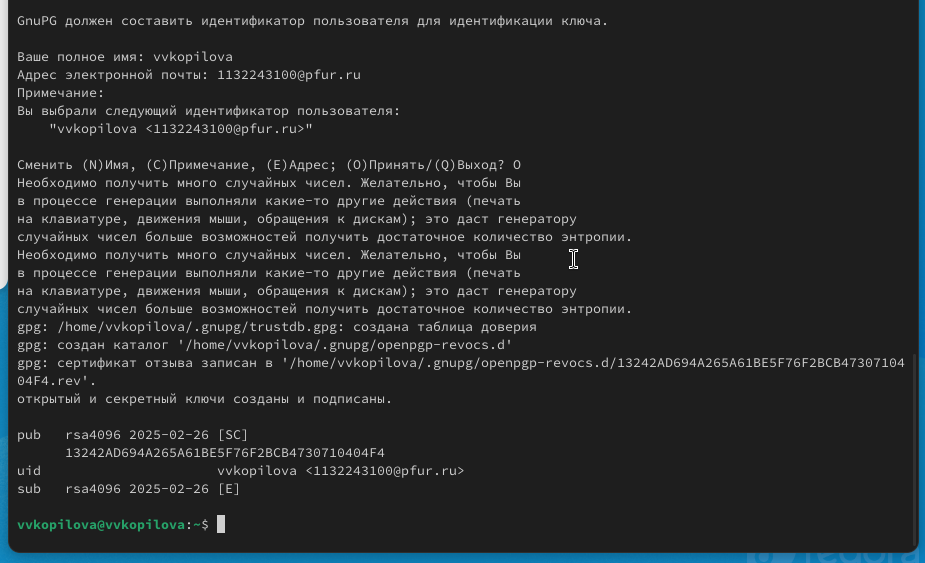 GnuPG должен составить идентификатор пользователя для идентификации ключа.
Ваше полное имя: vvkopilova
Адрес электронной почты: 1132243100@pfur.ru
Примечание:
Вы выбрали следующий идентификатор пользователя:
"vvkopilova <1132243100@pfur.ru>"
Сменить (N)Имя, (C)Примечание, (E)Адрес; (O)Принять/(Q)Выход? O
Необходимо получить много случайных чисел. Желательно, чтобы Вы
в процессе генерации выполняли какие-то другие действия (печать
на клавиатуре, движения мыши, обращения к дискам); это даст генератору
случайных чисел больше возможностей получить достаточное количество энтропии.
Необходимо получить много случайных чисел. Желательно, чтобы Вы
в процессе генерации выполняли какие-то другие действия (печать
на клавиатуре, движения мыши, обращения к дискам); это даст генератору
случайных чисел больше возможностей получить достаточное количество энтропии.
gpg: /home/vvkopilova/.gnupg/trustdb.gpg: создана таблица доверия
gpg: создан каталог '/home/vvkopilova/.gnupg/openpgp-revocs.d'
gpg: сертификат отзыва записан в '/home/vvkopilova/.gnupg/openpgp-revocs.d/13242AD694A265A61BE5F76F2BCB47307104
04F4.rev'.
открытый и секретный ключи созданы и подписаны.
pub   rsa4096 2025-02-26 [SC]
13242AD694A265A61BE5F76F2BCB4730710404F4
uid                      vvkopilova <1132243100@pfur.ru>
sub   rsa4096 2025-02-26 [E]
vvkopilova@vvkopilova:~$